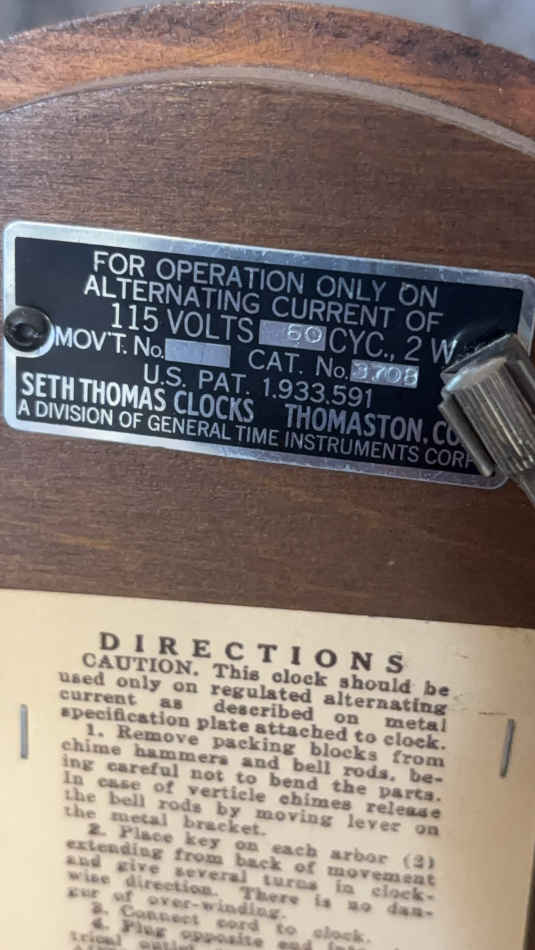 FOR OPERATION ONLY ON
ALTERNATING CURRENT OF
115 VOLTS 60 CYC., 2 W
MOV'T. No. CAT. No. 3708
U.S. PAT. 1.933.591
SETH THOMAS CLOCKS THOMASTON, CO
A DIVISION OF GENERAL TIME INSTRUMENTS CORP
DIRECTIONS
CAUTION. This clock should be
used only on regulated alternating
current as described on metal
specification plate attached to clock.
1. Remove packing blocks from
chime hammers and bell rods, be-
ing careful not to bend the parts.
In case of verticle chimes release
the bell rods by moving lever on
the metal bracket.
2. Place key on each arbor (2)
extending from back of movement
and give several turns in clock-
wise direction. There is no dan-
ger of over-winding.
3. Connect cord to clock.
4. Plug opposite end into